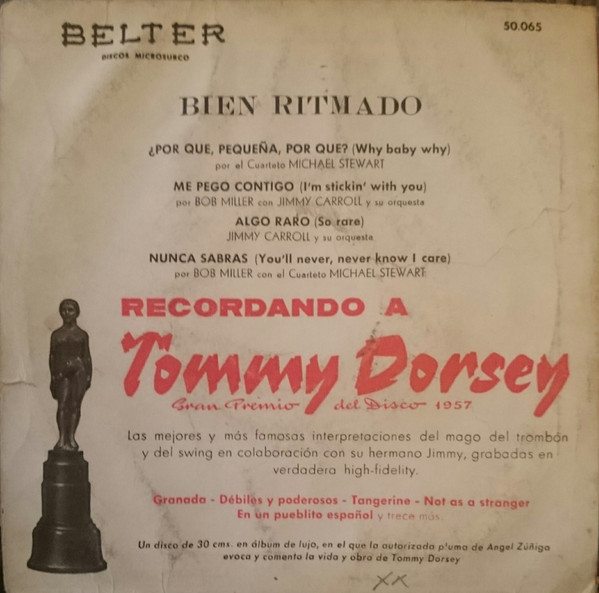 BELTER
DISCOS MICROSURCO
50.065
BIEN RITMADO
¿POR QUE, PEQUEÑA, POR QUE? (Why baby why)
por el Cuarteto MICHAEL STEWART
ME PEGO CONTIGO (I'm stickin' with you)
por BOB MILLER con JIMMY CARROLL y su orquesta
ALGO RARO (So rare)
JIMMY CARROLL y su orquesta
NUNCA SABRAS (You'll never, never know I care)
por BOB MILLER con el Cuarteto MICHAEL STEWART
RECORDANDO A
Tommy Dorsey
Gran Premio del Disco 1957
Las mejores y más famosas interpretaciones del mago del trombón
y del swing en colaboración con su hermano Jimmy, grabadas en
verdadera high-fidelity.
Granada - Débiles y poderosos - Tangerine - Not as a stranger
En un pueblito español y trece más.
Un disco de 30 cms. en álbum de lujo, en el que la autorizada pluma de Angel Zúñiga
evoca y comenta la vida y obra de Tommy Dorsey
xx